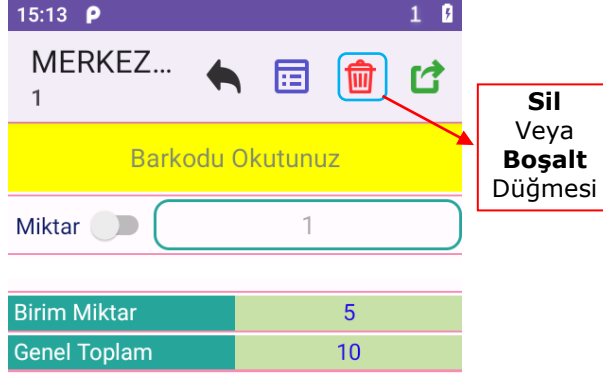 15:13 P 1
MERKEZ...
1
Sil
Veya
Boşalt
Düğmesi
Barkodu Okutunuz
Miktar 1
Birim Miktar 5
Genel Toplam 10